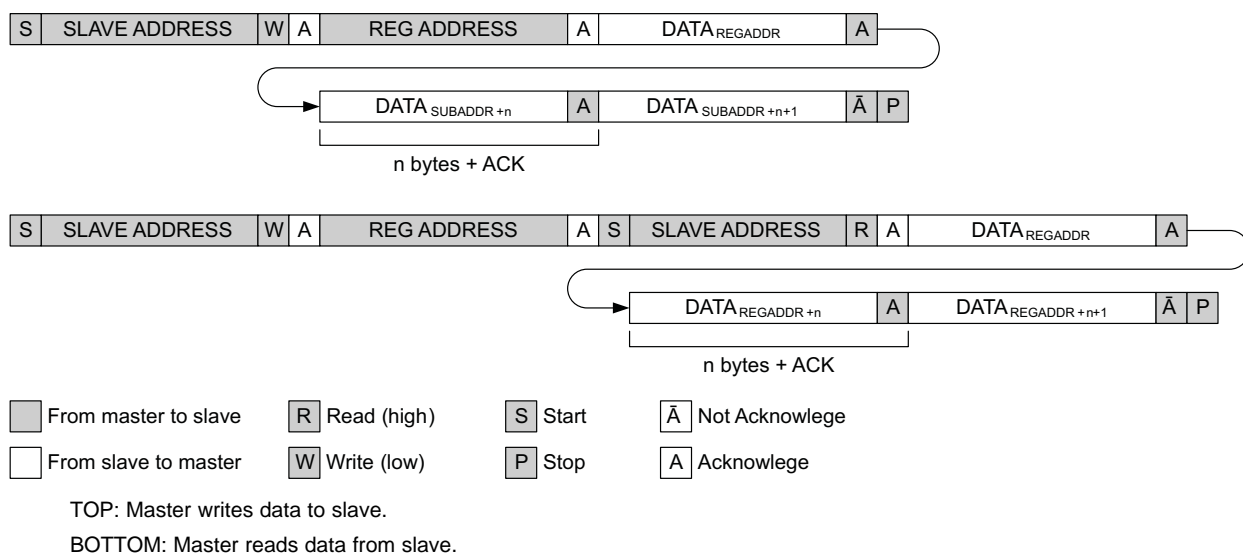 S SLAVE ADDRESS W A REG ADDRESS A DATA REGADDR A
DATA SUBADDR +n A DATA SUBADDR +n+1 Ā P
n bytes + ACK
S SLAVE ADDRESS W A REG ADDRESS A S SLAVE ADDRESS R A DATA REGADDR A
DATA REGADDR +n A DATA REGADDR +n+1 Ā P
n bytes + ACK
From master to slave R Read (high) S Start Ā Not Acknowlege
From slave to master W Write (low) P Stop A Acknowlege
TOP: Master writes data to slave.
BOTTOM: Master reads data from slave.